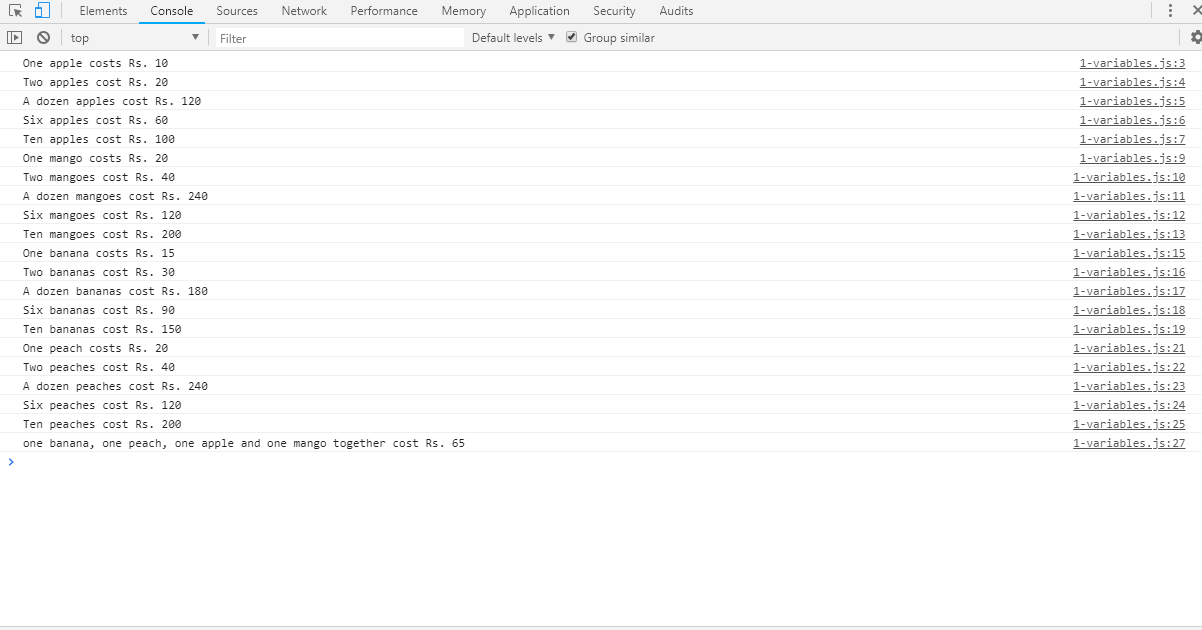 Elements Console Sources Network Performance Memory Application Security Audits
top Filter Default levels Group similar
One apple costs Rs. 10 1-variables.js:3
Two apples cost Rs. 20 1-variables.js:4
A dozen apples cost Rs. 120 1-variables.js:5
Six apples cost Rs. 60 1-variables.js:6
Ten apples cost Rs. 100 1-variables.js:7
One mango costs Rs. 20 1-variables.js:9
Two mangoes cost Rs. 40 1-variables.js:10
A dozen mangoes cost Rs. 240 1-variables.js:11
Six mangoes cost Rs. 120 1-variables.js:12
Ten mangoes cost Rs. 200 1-variables.js:13
One banana costs Rs. 15 1-variables.js:15
Two bananas cost Rs. 30 1-variables.js:16
A dozen bananas cost Rs. 180 1-variables.js:17
Six bananas cost Rs. 90 1-variables.js:18
Ten bananas cost Rs. 150 1-variables.js:19
One peach costs Rs. 20 1-variables.js:21
Two peaches cost Rs. 40 1-variables.js:22
A dozen peaches cost Rs. 240 1-variables.js:23
Six peaches cost Rs. 120 1-variables.js:24
Ten peaches cost Rs. 200 1-variables.js:25
one banana, one peach, one apple and one mango together cost Rs. 65 1-variables.js:27